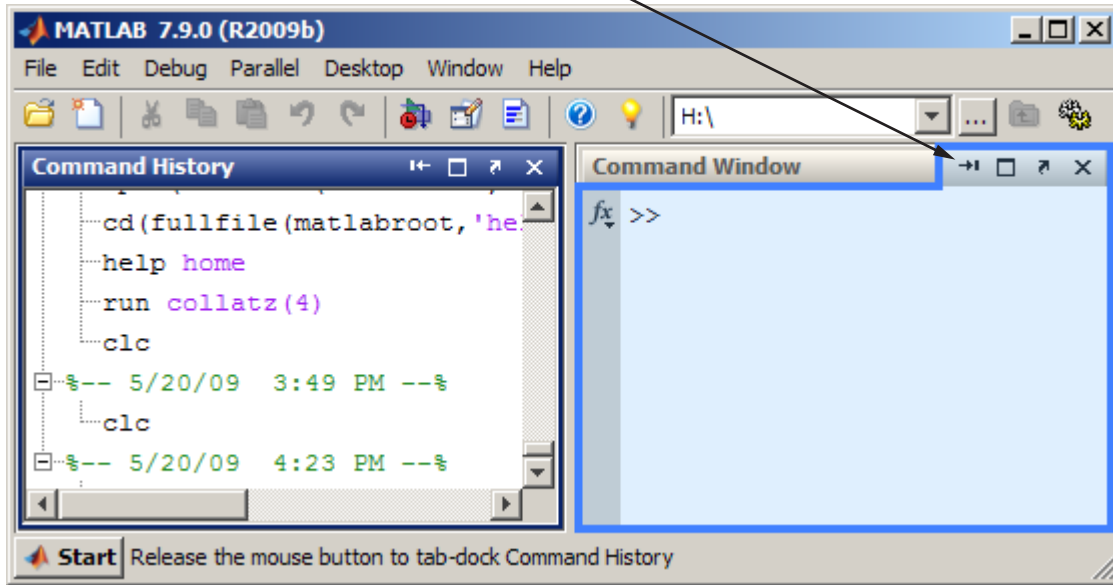 MATLAB 7.9.0 (R2009b)
File Edit Debug Parallel Desktop Window Help
H:\
Command History
Command Window
cd(fullfile(matlabroot,'he
help home
run collatz(4)
clc
%-- 5/20/09 3:49 PM --%
clc
%-- 5/20/09 4:23 PM --%
fx >>
Start Release the mouse button to tab-dock Command History